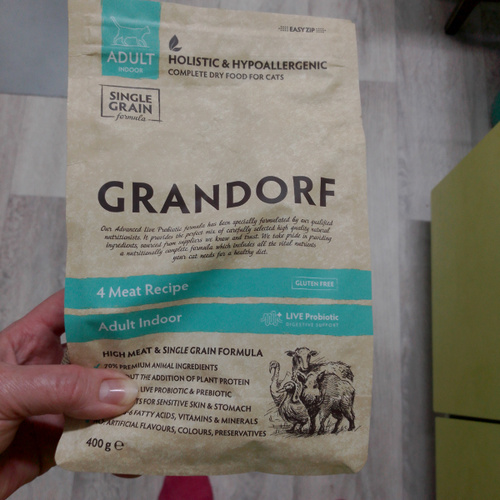 ADULT
INDOOR
EASY ZIP
HOLISTIC & HYPOALLERGENIC
COMPLETE DRY FOOD FOR CATS
SINGLE
GRAIN
formula
GRANDORF
Our Advanced Live Probiotic formula has been specially formulated by our qualified
nutritionists. It provides the perfect mix of carefully selected high quality natural
ingredients, sourced from suppliers we know and trust. We take pride in providing
a nutritionally complete formula which includes all the vital nutrients
your cat needs for a healthy diet.
4 Meat Recipe
GLUTEN FREE
Adult Indoor
LIVE Probiotic
DIGESTIVE SUPPORT
HIGH MEAT & SINGLE GRAIN FORMULA
70% PREMIUM ANIMAL INGREDIENTS
THE ADDITION OF PLANT PROTEIN
LIVE PROBIOTIC & PREBIOTIC
FOR SENSITIVE SKIN & STOMACH
FATTY ACIDS, VITAMINS & MINERALS
ARTIFICIAL FLAVOURS, COLOURS, PRESERVATIVES
400 g ℮